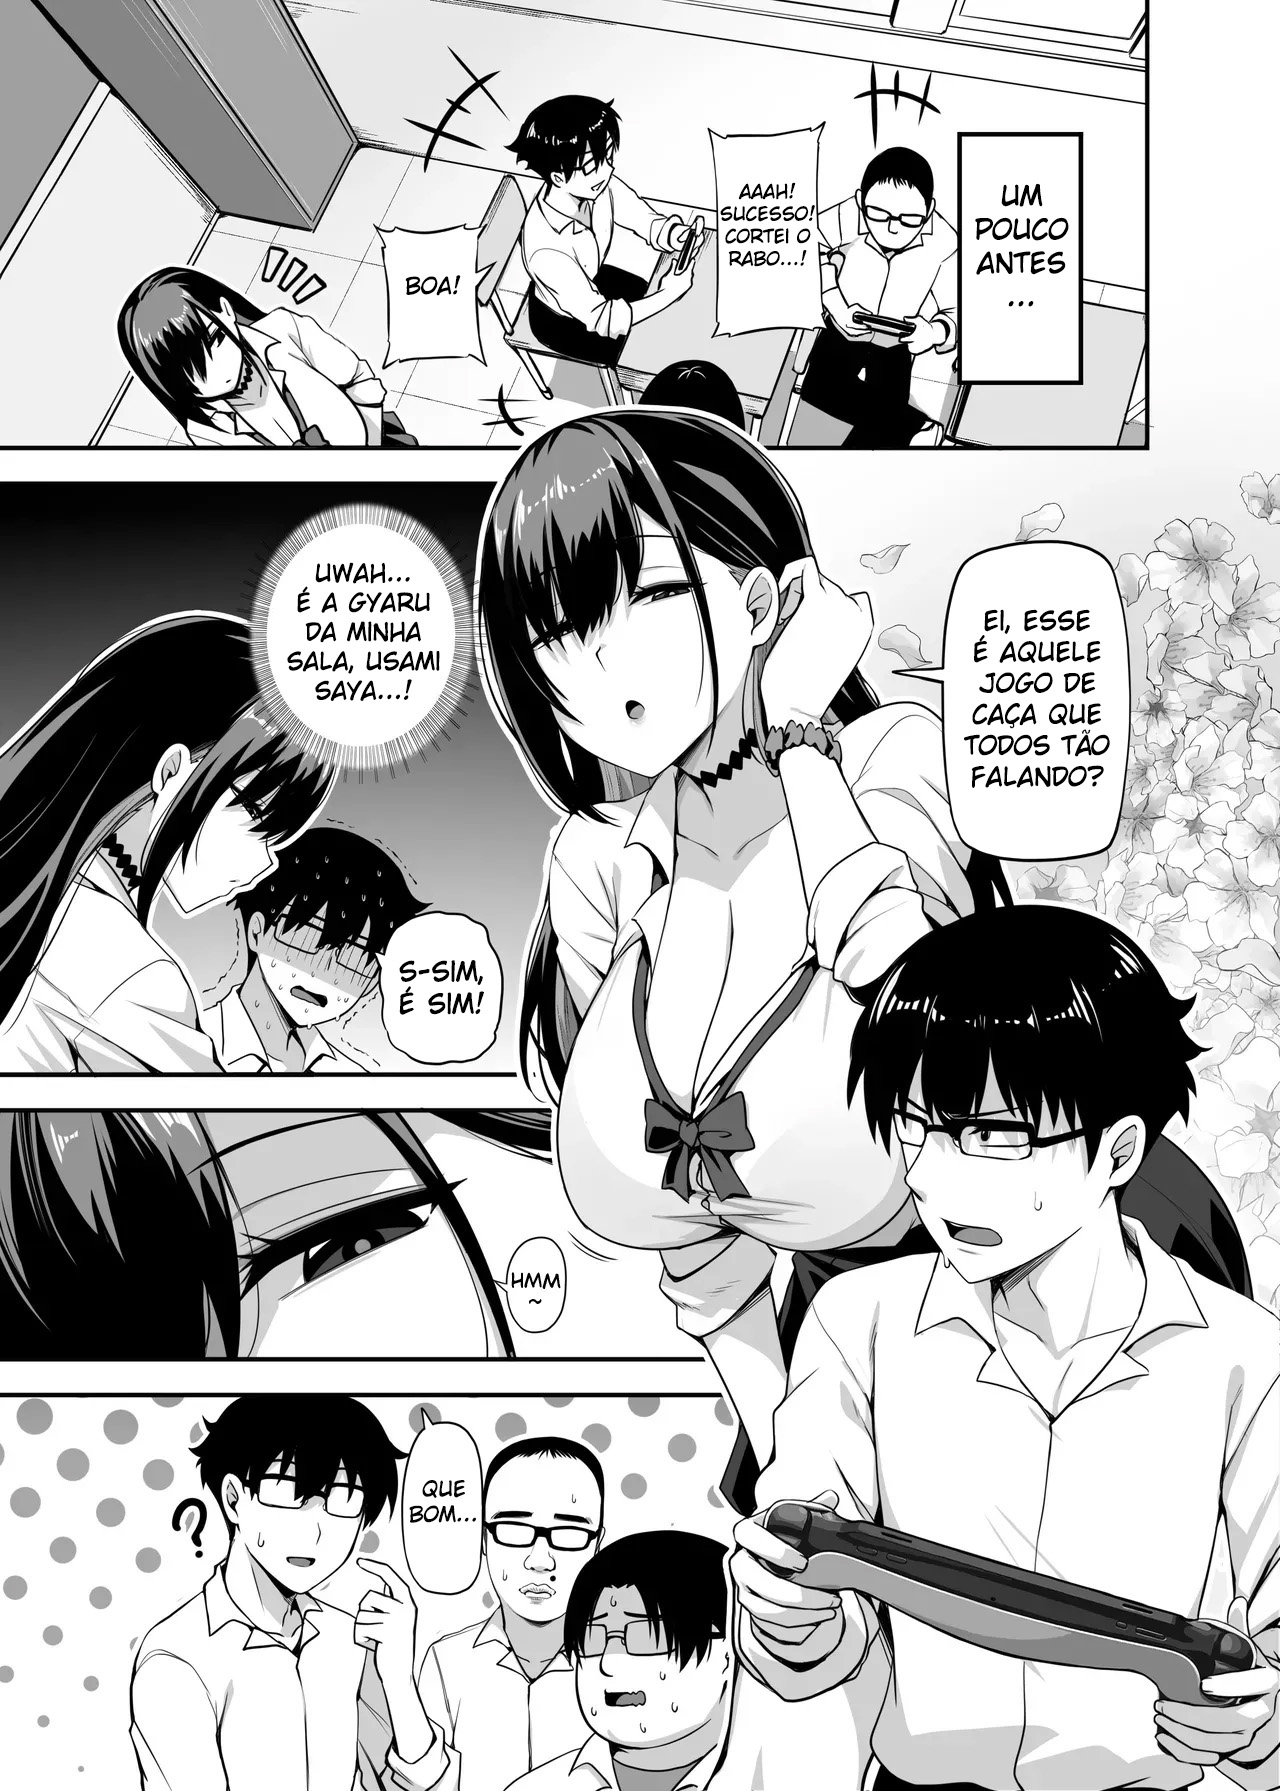 UM
POUCO
ANTES
...
AAAH!
SUCESSO!
CORTEI O
RABO...!
BOA!
EI, ESSE
É AQUELE
JOGO DE
CAÇA QUE
TODOS TÃO
FALANDO?
UWAH...
É A GYARU
DA MINHA
SALA, USAMI
SAYA...!
S-SIM,
É SIM!
HMM
~
QUE
BOM...
?